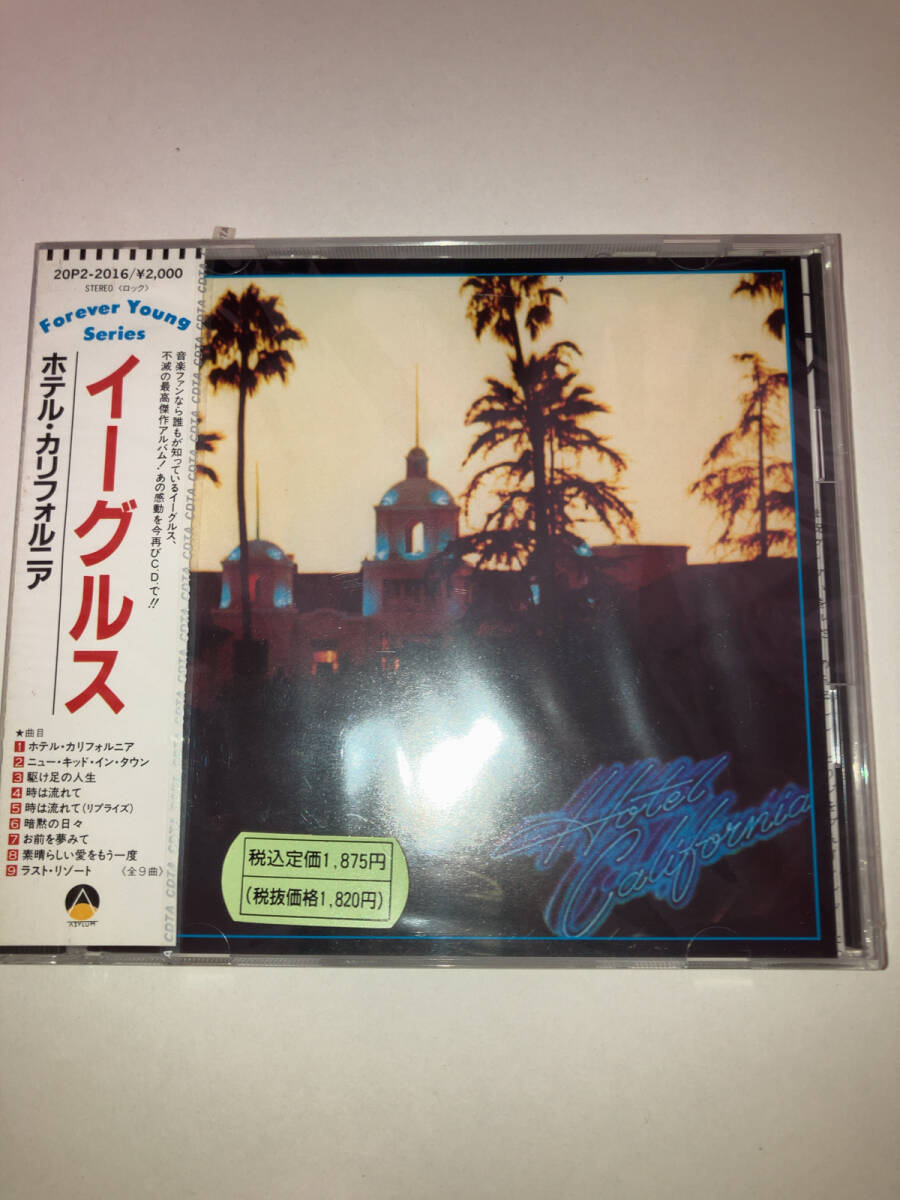 20P2-2016/¥2,000
STEREO〈ロック〉
Forever Young
Series
イーグルス
ホテル・カリフォルニア
音楽ファンなら誰もが知っているイーグルス、
不滅の最高傑作アルバム!あの感動を今再びC.D.で!!
★曲目
1 ホテル・カリフォルニア
2 ニュー・キッド・イン・タウン
3 駆け足の人生
4 時は流れて
5 時は流れて(リプライズ)
6 暗黙の日々
7 お前を夢みて
8 素晴らしい愛をもう一度
9 ラスト・リゾート 〈全9曲〉
ASYLUM
CDTA CDTA CDTA CDTA CDTA
Hotel
California
税込定価1,875円
(税抜価格1,820円)